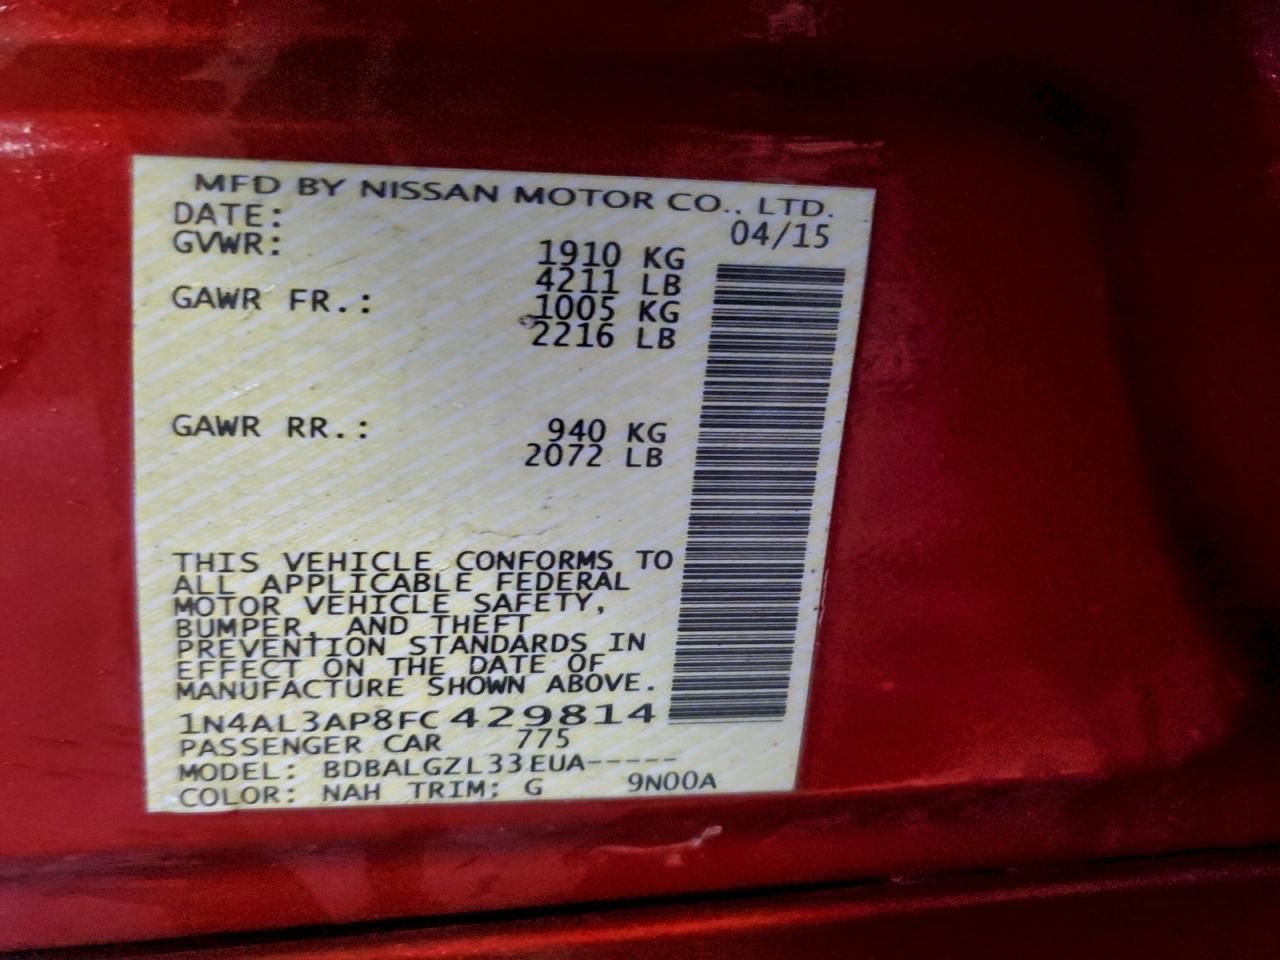 MFD BY NISSAN MOTOR CO., LTD.
DATE: 04/15
GVWR: 1910 KG
4211 LB
GAWR FR.: 1005 KG
2216 LB
GAWR RR.: 940 KG
2072 LB
THIS VEHICLE CONFORMS TO
ALL APPLICABLE FEDERAL
MOTOR VEHICLE SAFETY,
BUMPER, AND THEFT
PREVENTION STANDARDS IN
EFFECT ON THE DATE OF
MANUFACTURE SHOWN ABOVE.
1N4AL3AP8FC429814
PASSENGER CAR 775
MODEL: BDBALGZL33EUA-----
COLOR: NAH TRIM: G 9N00A